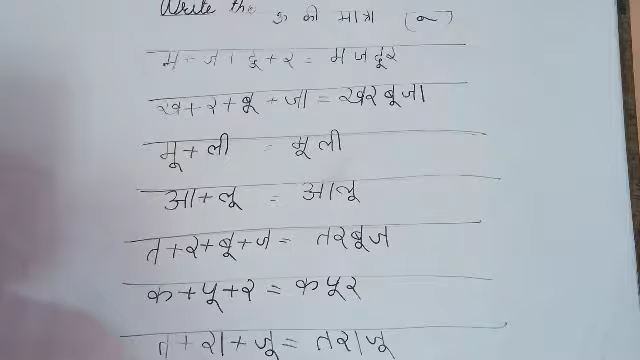 Write the ऊ की मात्रा (ू)
म+ज+दू+र = मजदूर
ख+र+बू+जा = खरबूजा
मू+ली = मूली
आ+लू = आलू
त+र+बू+ज = तरबूज
क+पू+र = कपूर
त+रा+जू = तराजू